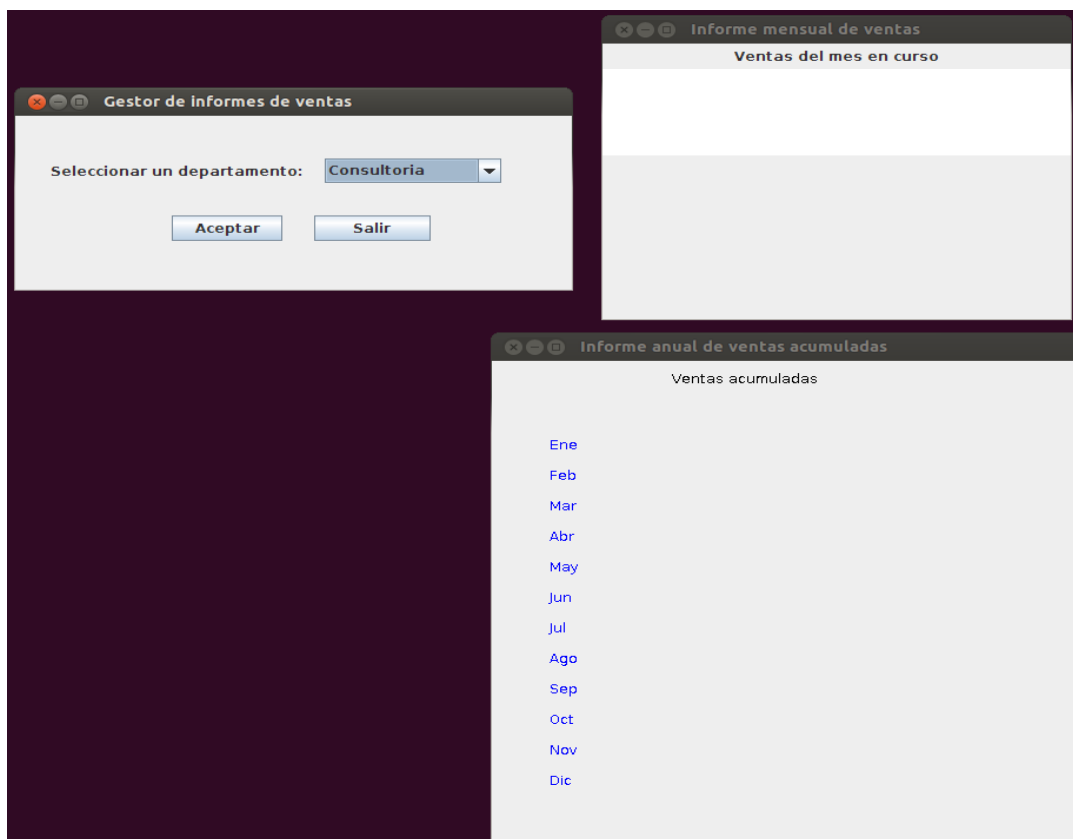 Informe mensual de ventas
Ventas del mes en curso
Gestor de informes de ventas
Seleccionar un departamento: Consultoria
Aceptar Salir
Informe anual de ventas acumuladas
Ventas acumuladas
Ene
Feb
Mar
Abr
May
Jun
Jul
Ago
Sep
Oct
Nov
Dic